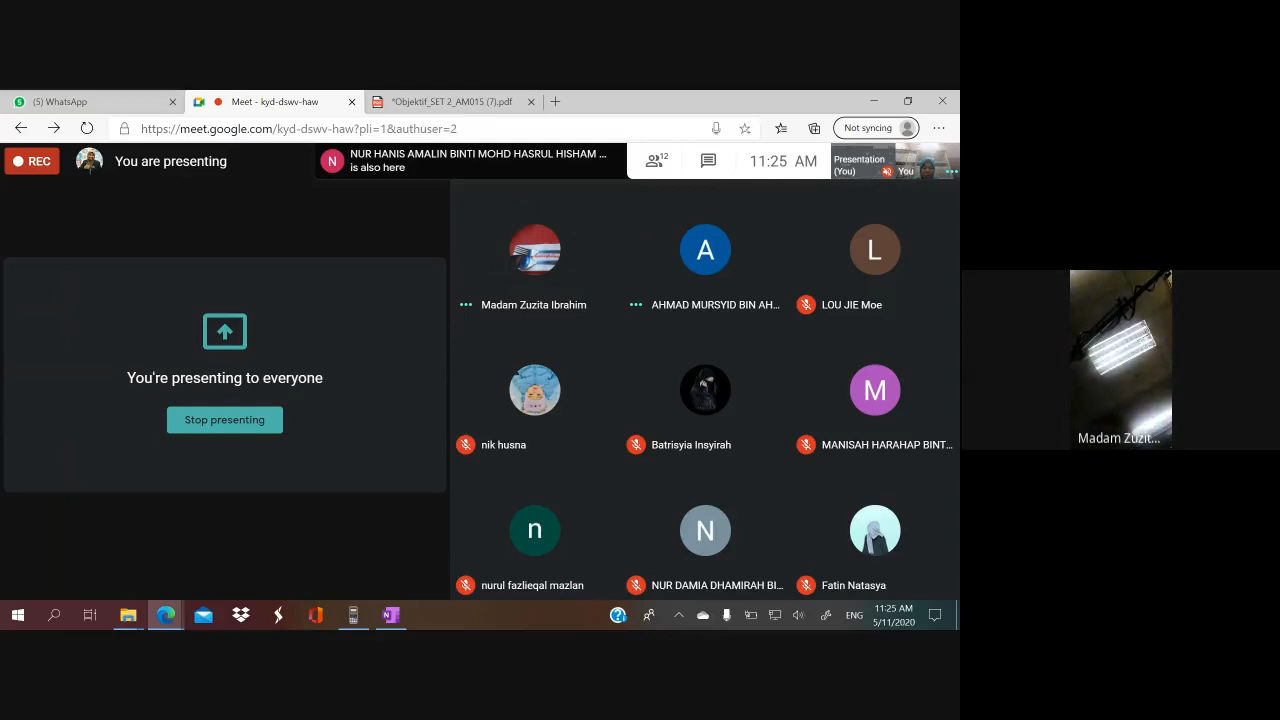 (5) WhatsApp
Meet - kyd-dswv-haw
*Objektif_SET 2_AM015 (7).pdf
https://meet.google.com/kyd-dswv-haw?pli=1&authuser=2
Not syncing
REC
You are presenting
N
NUR HANIS AMALIN BINTI MOHD HASRUL HISHAM ...
is also here
12
11:25 AM
Presentation
(You)
You
A
L
Madam Zuzita Ibrahim
AHMAD MURSYID BIN AH...
LOU JIE Moe
You're presenting to everyone
Stop presenting
M
nik husna
Batrisyia Insyirah
MANISAH HARAHAP BINT...
Madam Zuzit...
n
N
nurul fazlieqal mazlan
NUR DAMIA DHAMIRAH BI...
Fatin Natasya
ENG
11:25 AM
5/11/2020